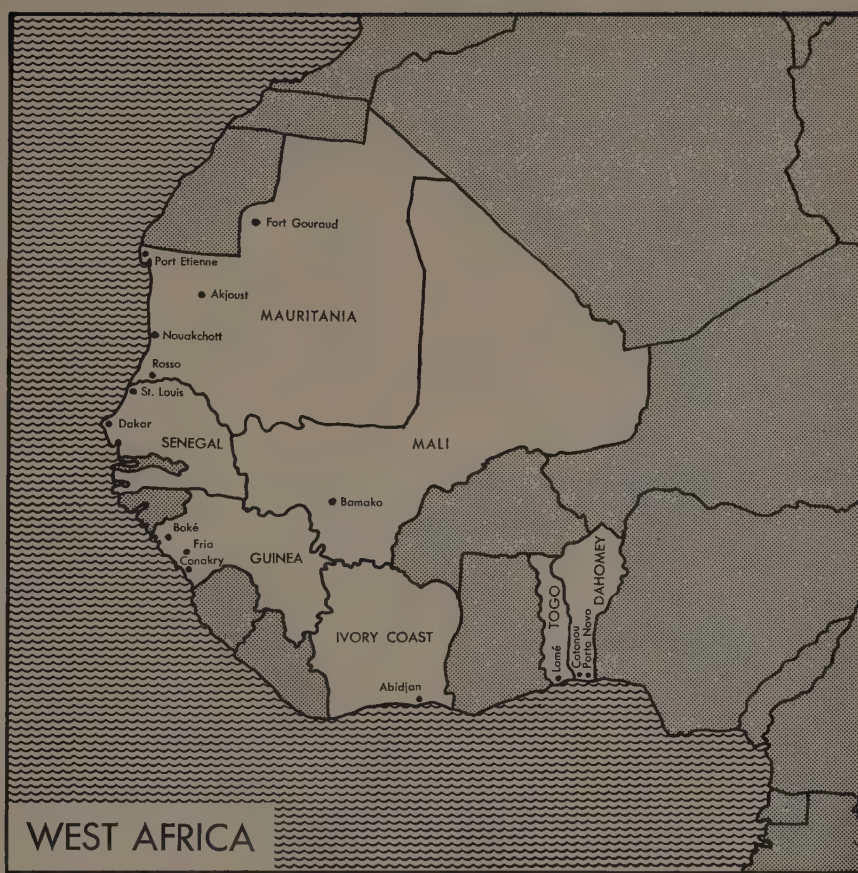 Fort Gouraud
Port Etienne
Akjoust
MAURITANIA
Nouakchott
Rosso
St. Louis
Dakar
SENEGAL
MALI
Bamako
Boké
Fria
Conakry
GUINEA
IVORY COAST
Abidjan
TOGO
Lomé
DAHOMEY
Cotonou
Porto Novo
WEST AFRICA